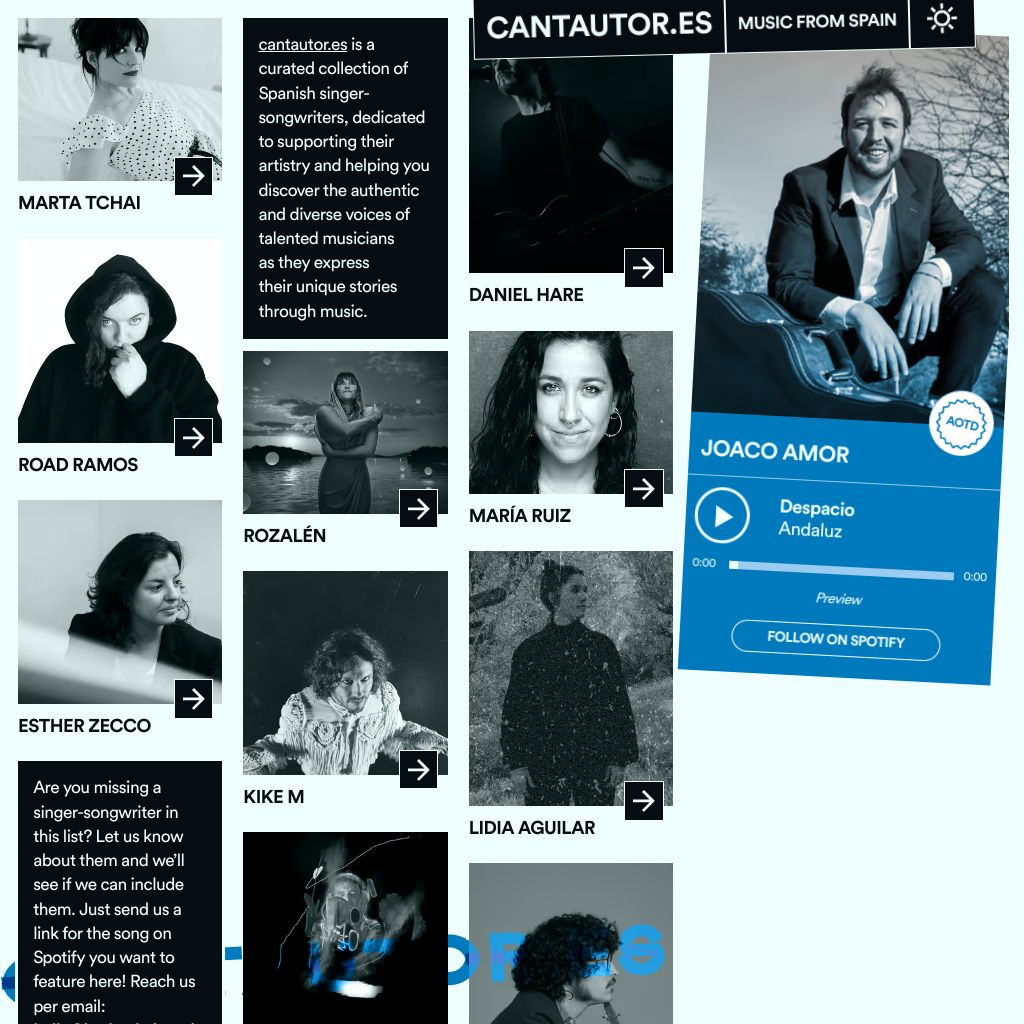 CANTAUTOR.ES
MUSIC FROM SPAIN
MARTA TCHAI
ROAD RAMOS
ESTHER ZECCO
Are you missing a
singer-songwriter in
this list? Let us know
about them and we'll
see if we can include
them. Just send us a
link for the song on
Spotify you want to
feature here! Reach us
per email:
cantautor.es is a
curated collection of
Spanish singer-
songwriters, dedicated
to supporting their
artistry and helping you
discover the authentic
and diverse voices of
talented musicians
as they express
their unique stories
through music.
ROZALÉN
KIKE M
DANIEL HARE
MARÍA RUIZ
LIDIA AGUILAR
AOTD
JOACO AMOR
Despacio
Andaluz
0:00
0:00
Preview
FOLLOW ON SPOTIFY